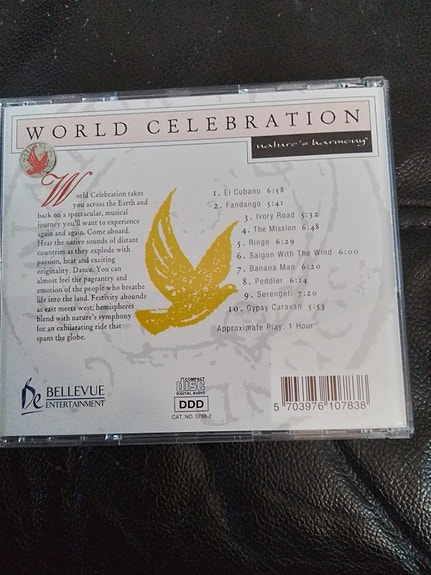 WORLD CELEBRATION
nature's harmony
World Celebration takes
you across the Earth and
back on a spectacular, musical
journey you'll want to experience
again and again. Come aboard.
Hear the native sounds of distant
countries as they explode with
passion, heat and exciting
originality. Dance. You can
almost feel the pageantry and
emotion of the people who breathe
life into the land. Festivity abounds
as east meets west; hemispheres
blend with nature's symphony
for an exhilarating ride that
spans the globe.
1. El Cubano 6:58
2. Fandango 5:41
3. Ivory Road 5:32
4. The Mission 6:48
5. Ringo 6:29
6. Saigon With The Wind 6:00
7. Banana Man 6:20
8. Peddler 6:14
9. Serengeti 7:20
10. Gypsy Caravan 5:53
Approximate Play: 1 Hour
Be BELLEVUE
ENTERTAINMENT
COMPACT
disc
DIGITAL AUDIO
DDD
CAT. NO. 5788-2
5 703976 107838